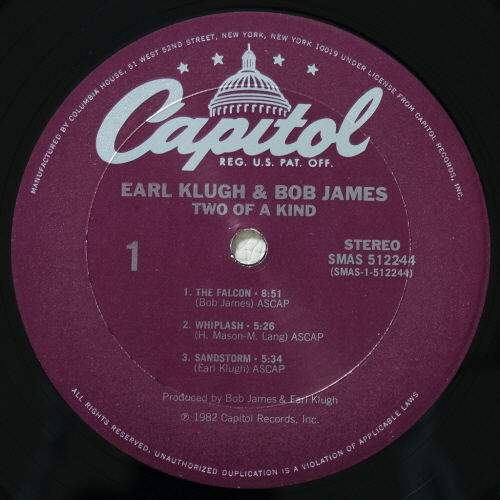 MANUFACTURED BY COLUMBIA HOUSE, 51 WEST 52ND STREET, NEW YORK, NEW YORK 10019 UNDER LICENSE FROM CAPITOL RECORDS, INC.
Capitol
REG. U.S. PAT. OFF.
EARL KLUGH & BOB JAMES
TWO OF A KIND
1
STEREO
SMAS 512244
(SMAS-1-512244)
1. THE FALCON • 8:51
(Bob James) ASCAP
2. WHIPLASH • 5:26
(H. Mason-M. Lang) ASCAP
3. SANDSTORM • 5:34
(Earl Klugh) ASCAP
Produced by Bob James & Earl Klugh
℗ 1982 Capitol Records, Inc.
ALL RIGHTS RESERVED. UNAUTHORIZED DUPLICATION IS A VIOLATION OF APPLICABLE LAWS